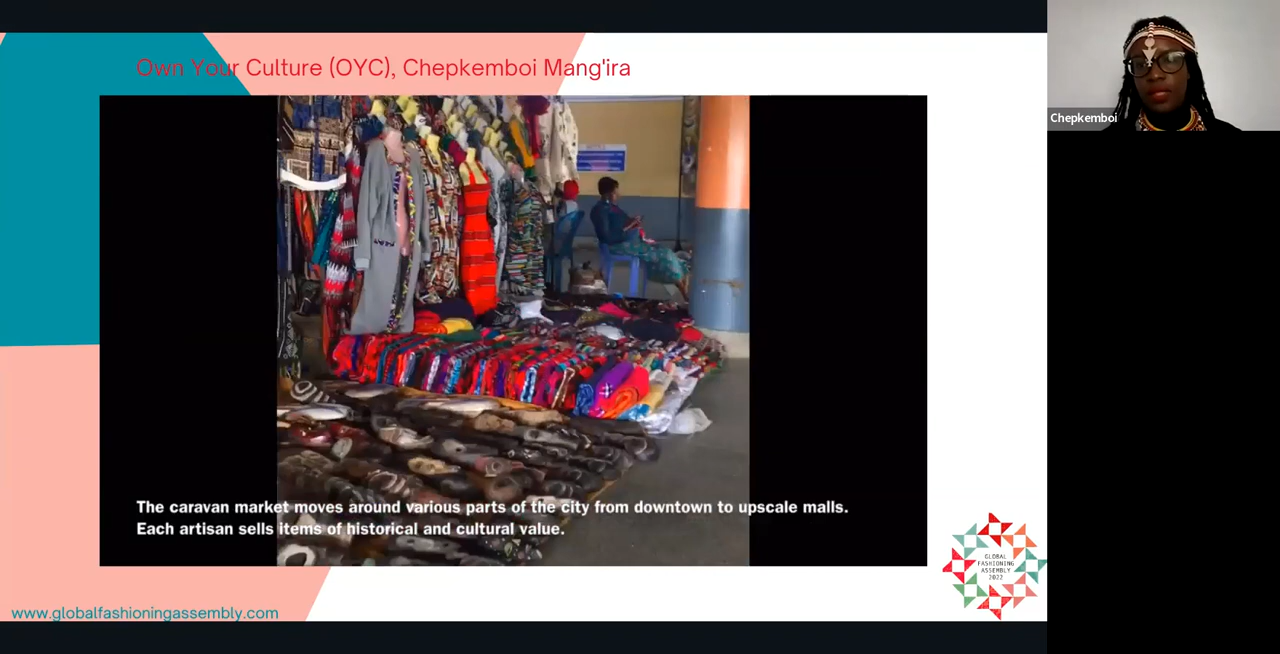 Own Your Culture (OYC), Chepkemboi Mang'ira
Chepkemboi
The caravan market moves around various parts of the city from downtown to upscale malls.
Each artisan sells items of historical and cultural value.
GLOBAL
FASHIONING
ASSEMBLY
2022
www.globalfashioningassembly.com